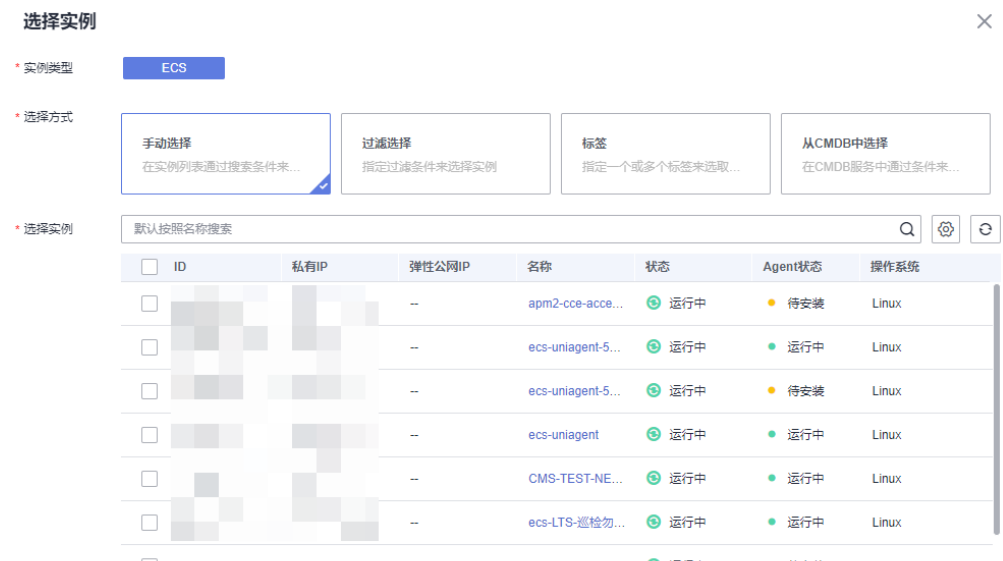 选择实例
* 实例类型 ECS
* 选择方式
手动选择 过滤选择 标签 从CMDB中选择
在实例列表通过搜索条件来... 指定过滤条件来选择实例 指定一个或多个标签来选取... 在CMDB服务中通过条件来...
* 选择实例 默认按照名称搜索
ID 私有IP 弹性公网IP 名称 状态 Agent状态 操作系统
-- apm2-cce-acce... 运行中 待安装 Linux
-- ecs-uniagent-5... 运行中 运行中 Linux
-- ecs-uniagent-5... 运行中 待安装 Linux
-- ecs-uniagent 运行中 运行中 Linux
-- CMS-TEST-NE... 运行中 运行中 Linux
-- ecs-LTS-巡检勿... 运行中 运行中 Linux